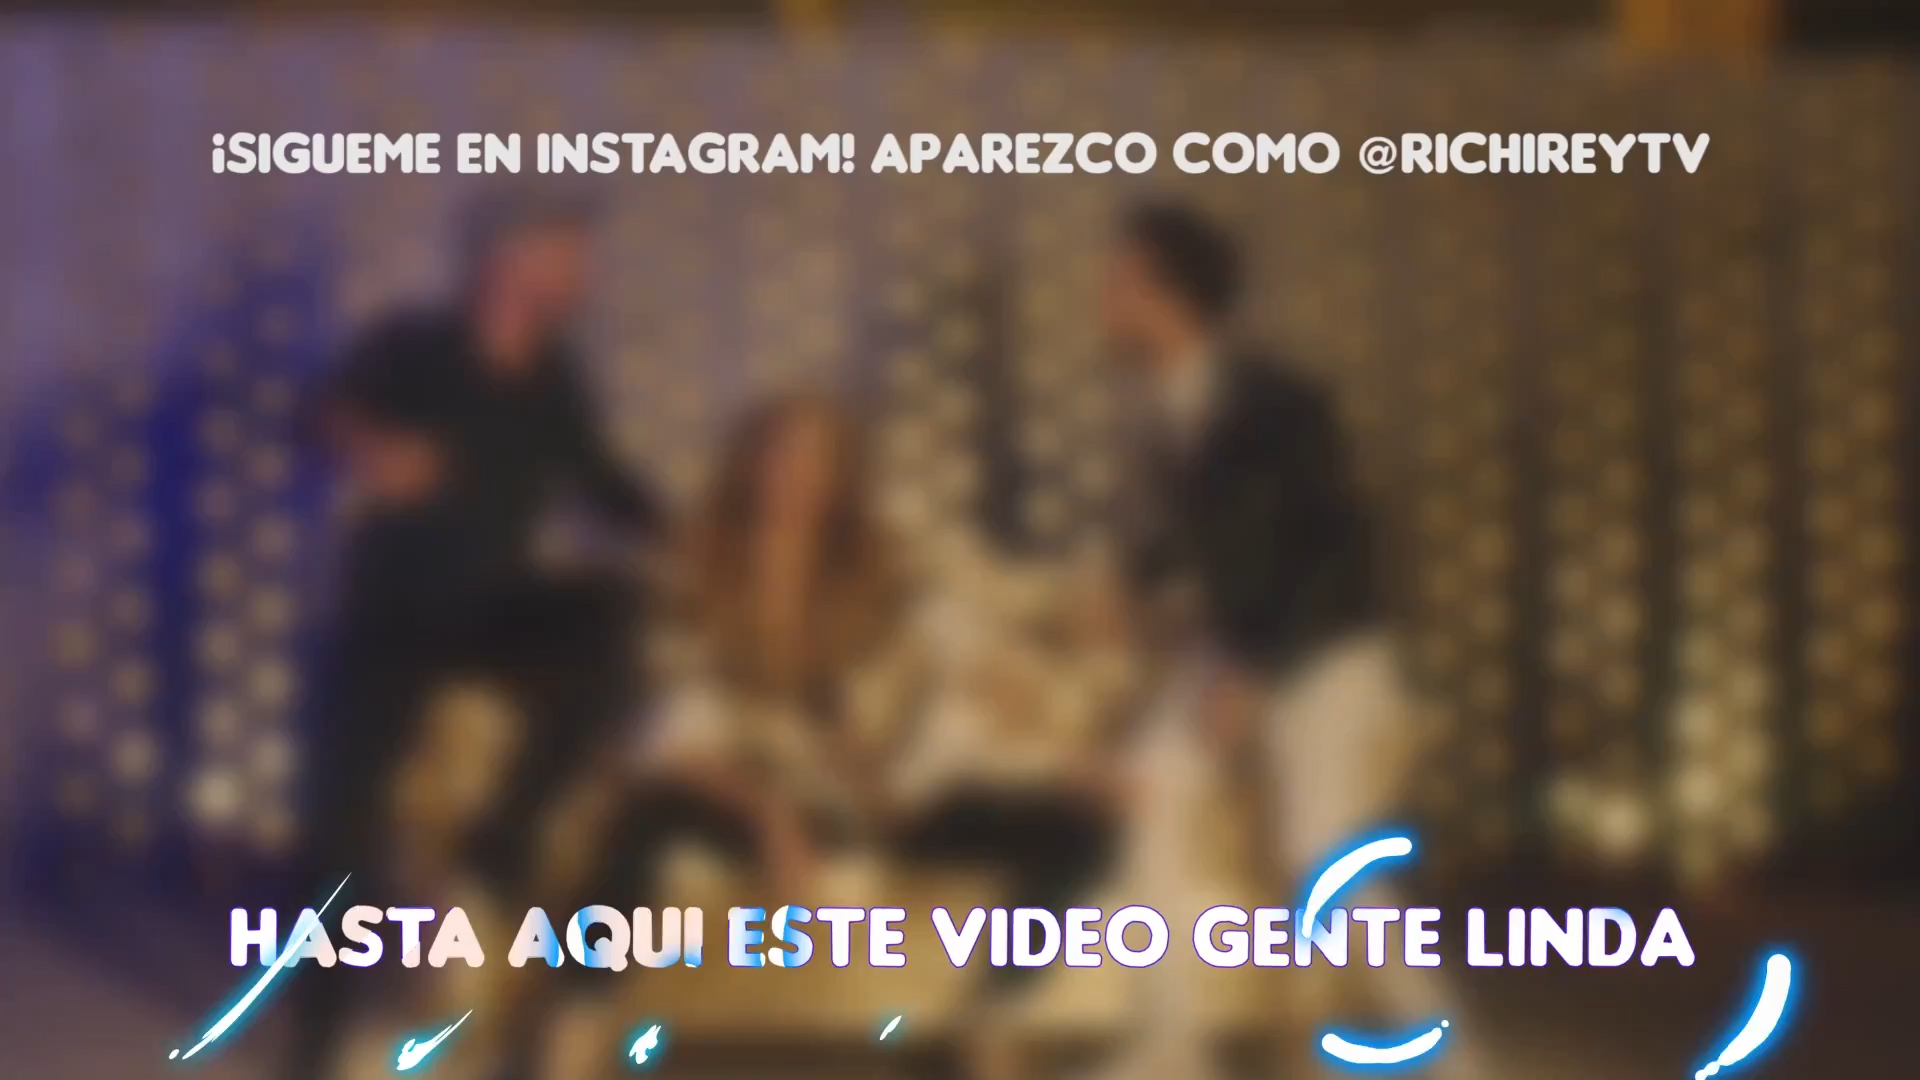 ¡SIGUEME EN INSTAGRAM! APAREZCO COMO @RICHIREYTV
HASTA AQUI ESTE VIDEO GENTE LINDA